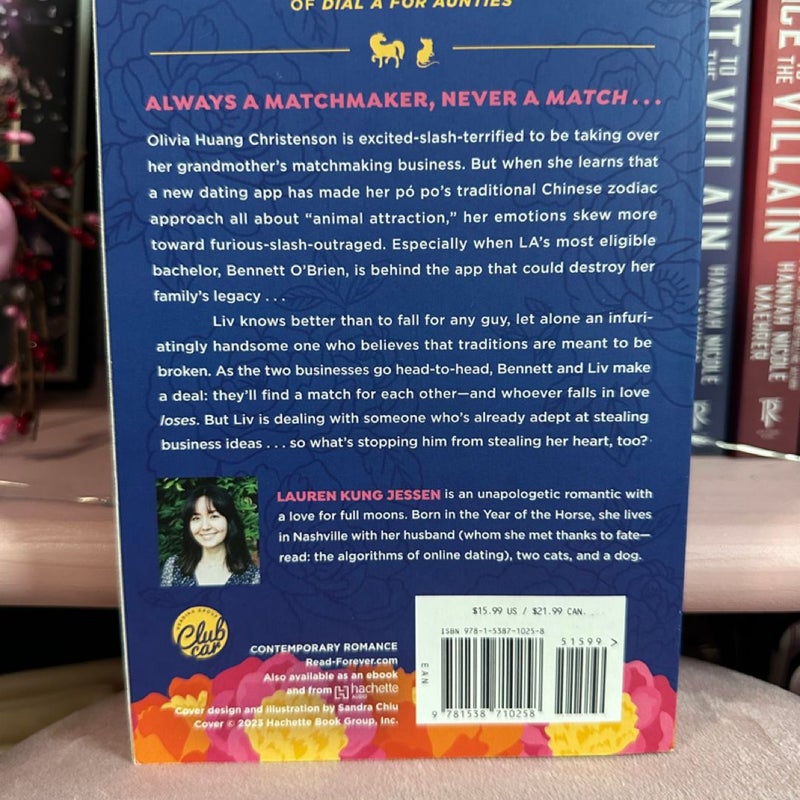 OF DIAL A FOR AUNTIES
ALWAYS A MATCHMAKER, NEVER A MATCH...
Olivia Huang Christenson is excited-slash-terrified to be taking over
her grandmother's matchmaking business. But when she learns that
a new dating app has made her pó po's traditional Chinese zodiac
approach all about “animal attraction,” her emotions skew more
toward furious-slash-outraged. Especially when LA's most eligible
bachelor, Bennett O'Brien, is behind the app that could destroy her
family's legacy...
Liv knows better than to fall for any guy, let alone an infuri-
atingly handsome one who believes that traditions are meant to be
broken. As the two businesses go head-to-head, Bennett and Liv make
a deal: they'll find a match for each other—and whoever falls in love
loses. But Liv is dealing with someone who's already adept at stealing
business ideas... so what's stopping him from stealing her heart, too?
LAUREN KUNG JESSEN is an unapologetic romantic with
a love for full moons. Born in the Year of the Horse, she lives
in Nashville with her husband (whom she met thanks to fate—
read: the algorithms of online dating), two cats, and a dog.
READING GROUP
Club
car
CONTEMPORARY ROMANCE
Read-Forever.com
Also available as an ebook
and from hachette
AUDIO
Cover design and illustration by Sandra Chiu
Cover © 2023 Hachette Book Group, Inc.
$15.99 US / $21.99 CAN.
ISBN 978-1-5387-1025-8
51599 >
EAN
9 781538 710258
NT TO THE VILLAIN
HANNAH NICOLE
THE VILLAIN
HANNAH NICOLE
MAEHRER